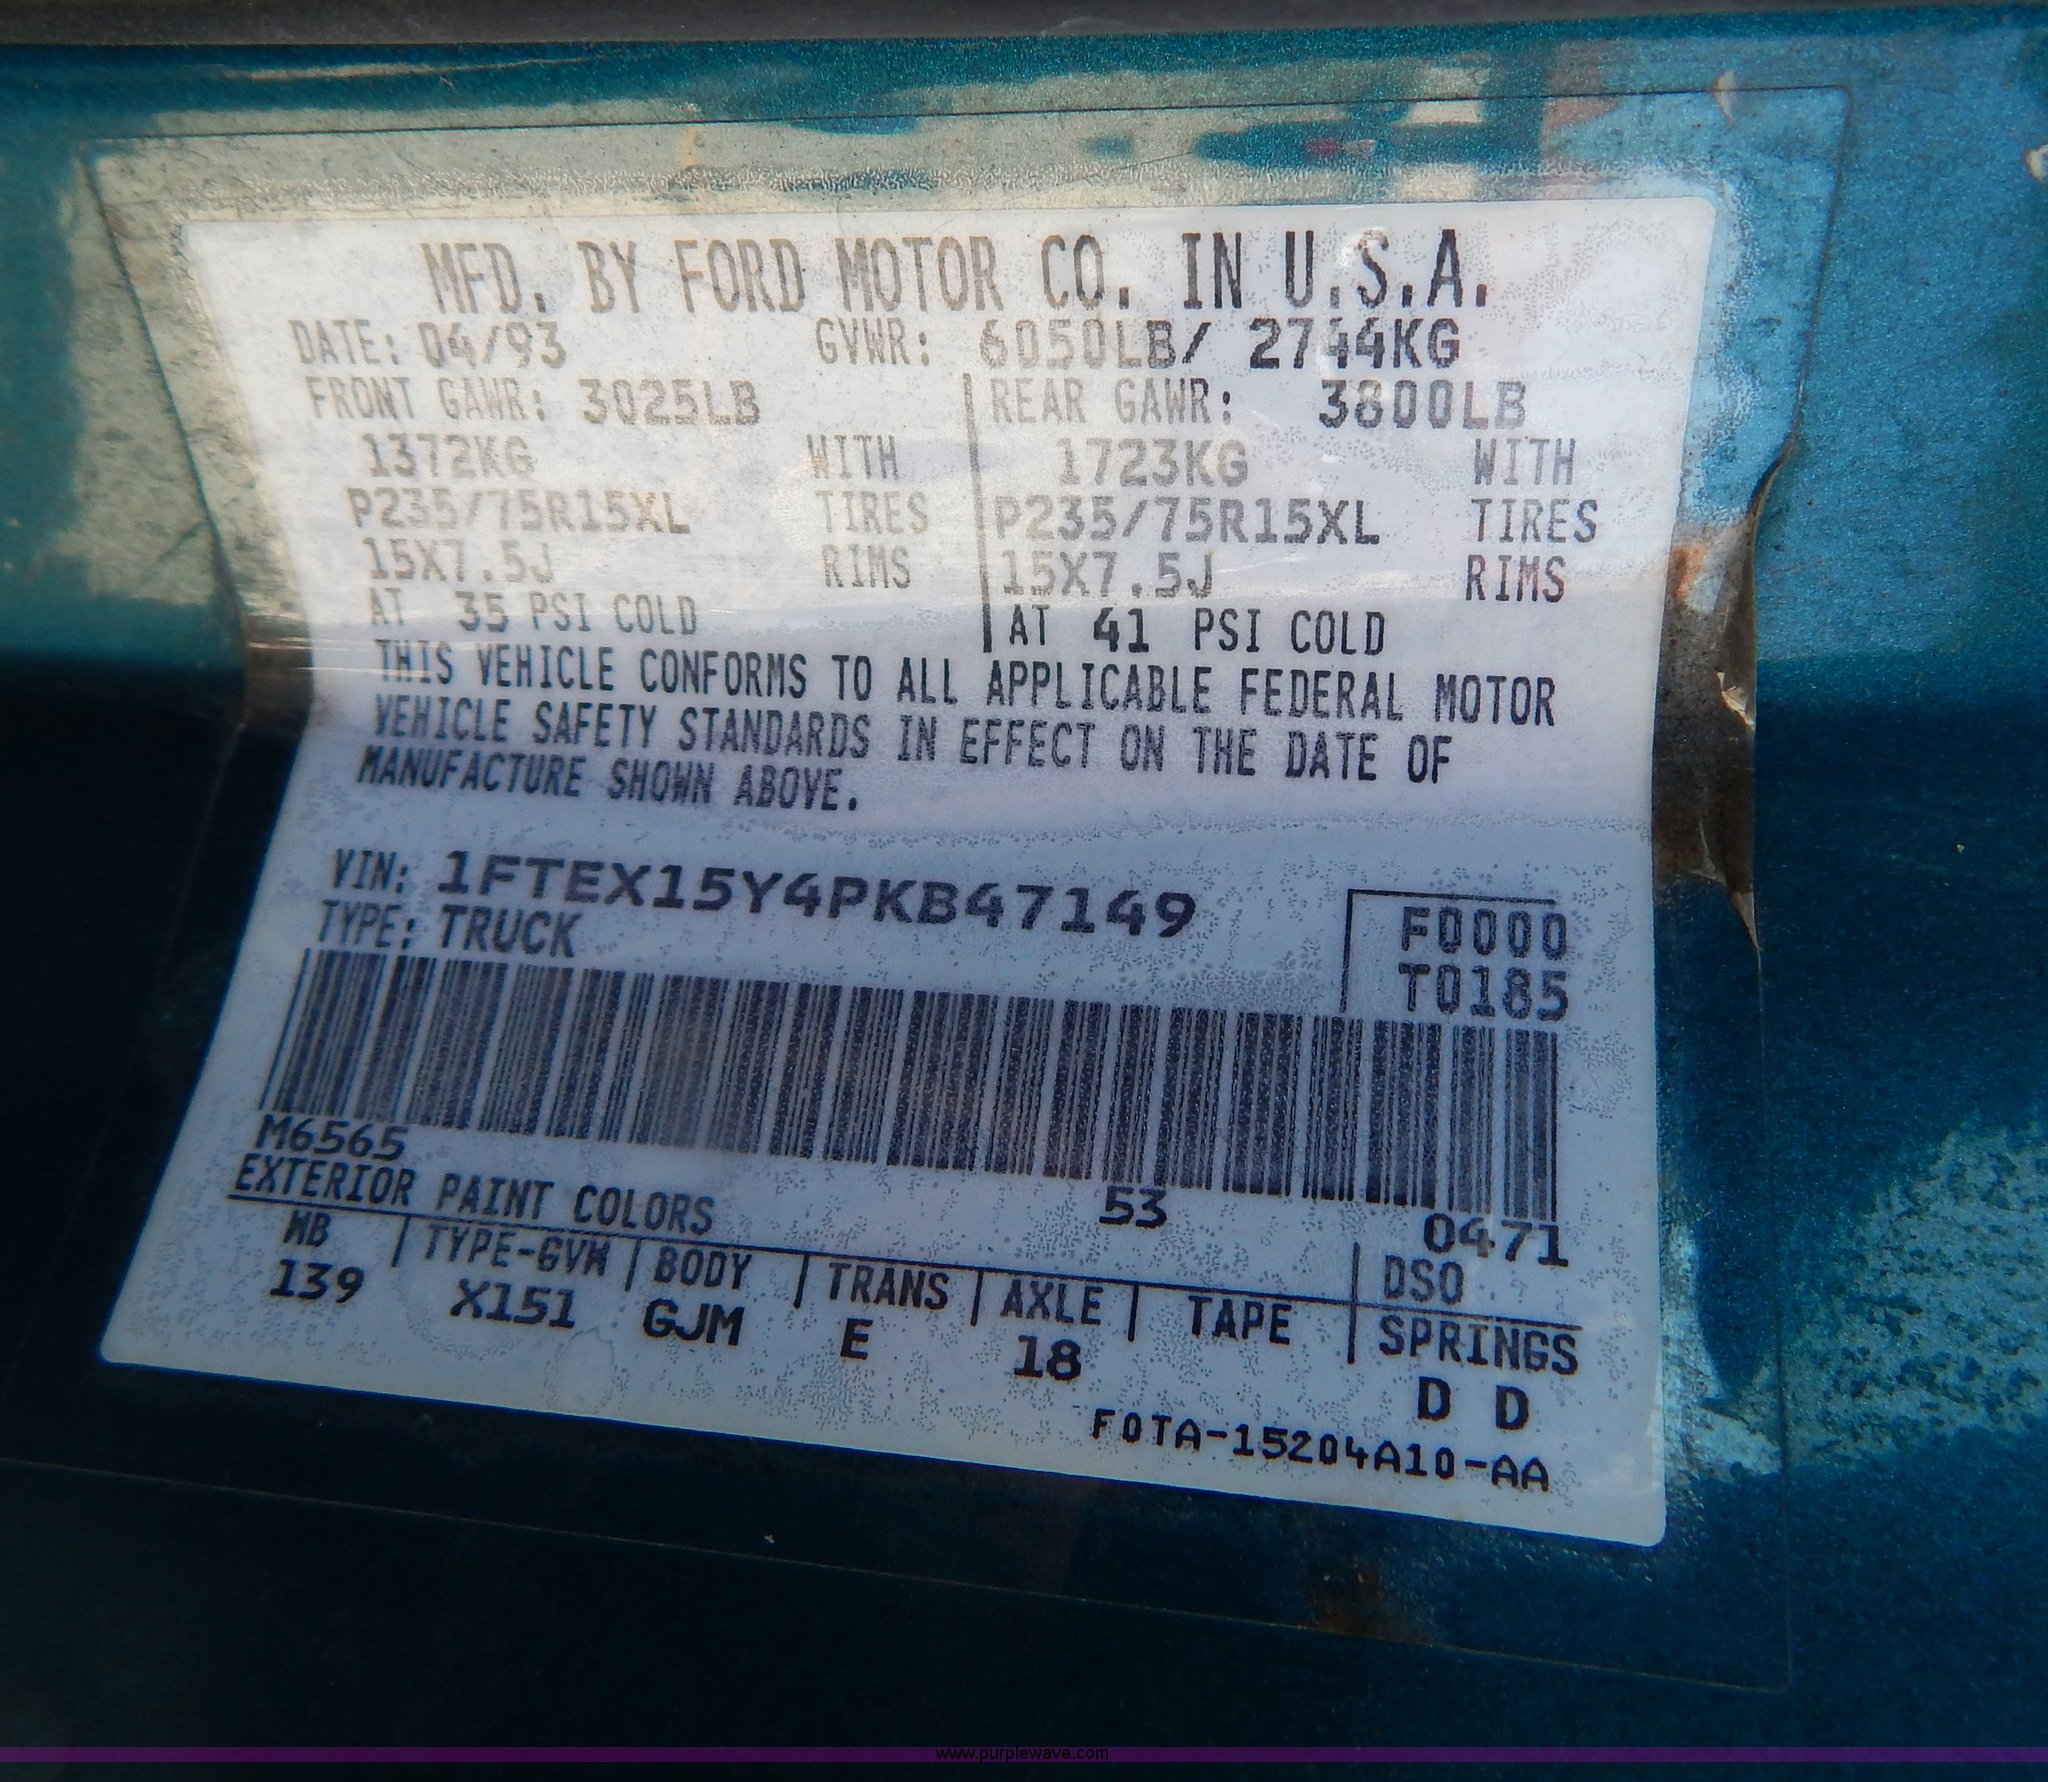 MFD. BY FORD MOTOR CO. IN U.S.A.
DATE: 04/93 GVWR: 6050LB/ 2744KG
FRONT GAWR: 3025LB REAR GAWR: 3800LB
1372KG WITH 1723KG WITH
P235/75R15XL TIRES P235/75R15XL TIRES
15X7.5J RIMS 15X7.5J RIMS
AT 35 PSI COLD AT 41 PSI COLD
THIS VEHICLE CONFORMS TO ALL APPLICABLE FEDERAL MOTOR
VEHICLE SAFETY STANDARDS IN EFFECT ON THE DATE OF
MANUFACTURE SHOWN ABOVE.
VIN: 1FTEX15Y4PKB47149
F0000
TYPE: TRUCK
T0185
M6565 53 0471
EXTERIOR PAINT COLORS DSO
WB TYPE-GVW BODY TRANS AXLE TAPE SPRINGS
139 X151 GJM E 18 D D
F0TA-15204A10-AA
www.purplewave.com